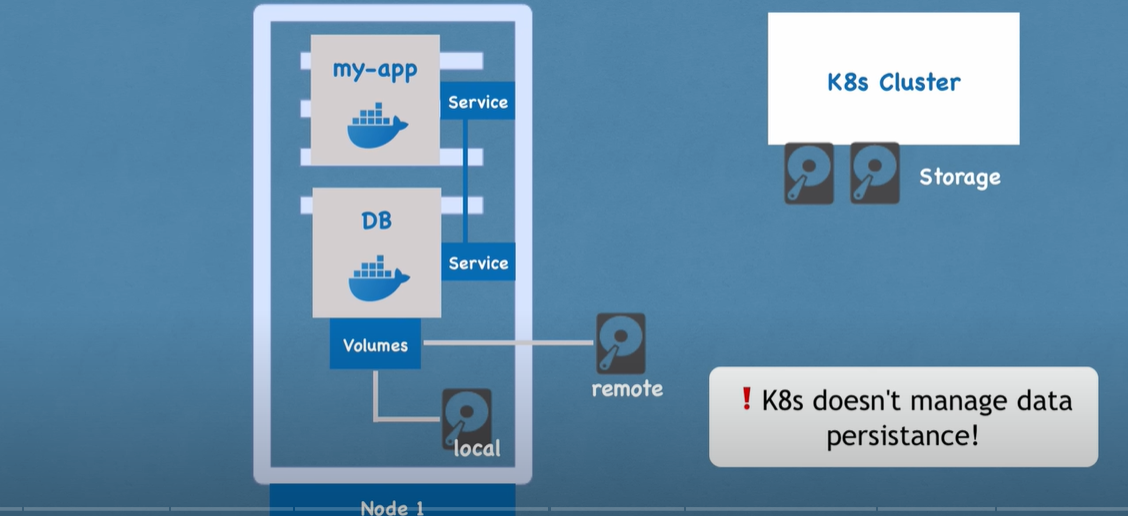 my-app
Service
DB
Service
Volumes
remote
local
Node 1
K8s Cluster
Storage
! K8s doesn't manage data
persistance!